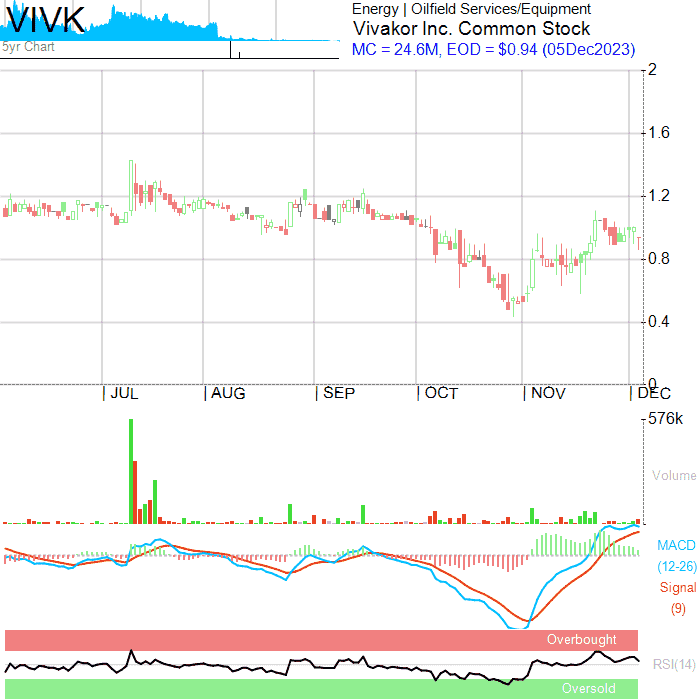 VIVK
5yr Chart
Energy | Oilfield Services/Equipment
Vivakor Inc. Common Stock
MC = 24.6M, EOD = $0.94 (05Dec2023)
2
1.6
1.2
0.8
0.4
0
JUL
AUG
SEP
OCT
NOV
DEC
576k
Volume
MACD
(12-26)
Signal
(9)
Overbought
RSI(14)
Oversold